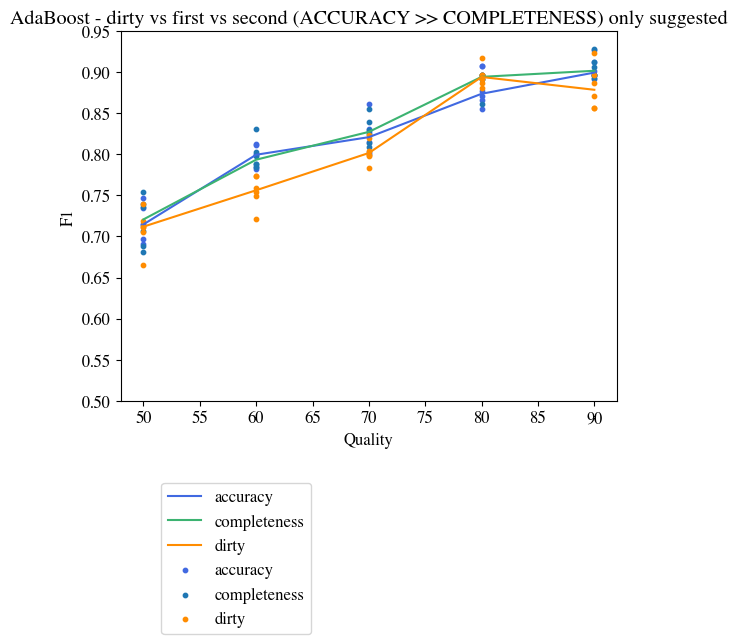 AdaBoost - dirty vs first vs second (ACCURACY >> COMPLETENESS) only suggested
0.95
0.90
0.85
0.80
0.75
0.70
0.65
0.60
0.55
0.50
F1
50 55 60 65 70 75 80 85 90
Quality
accuracy
completeness
dirty
accuracy
completeness
dirty